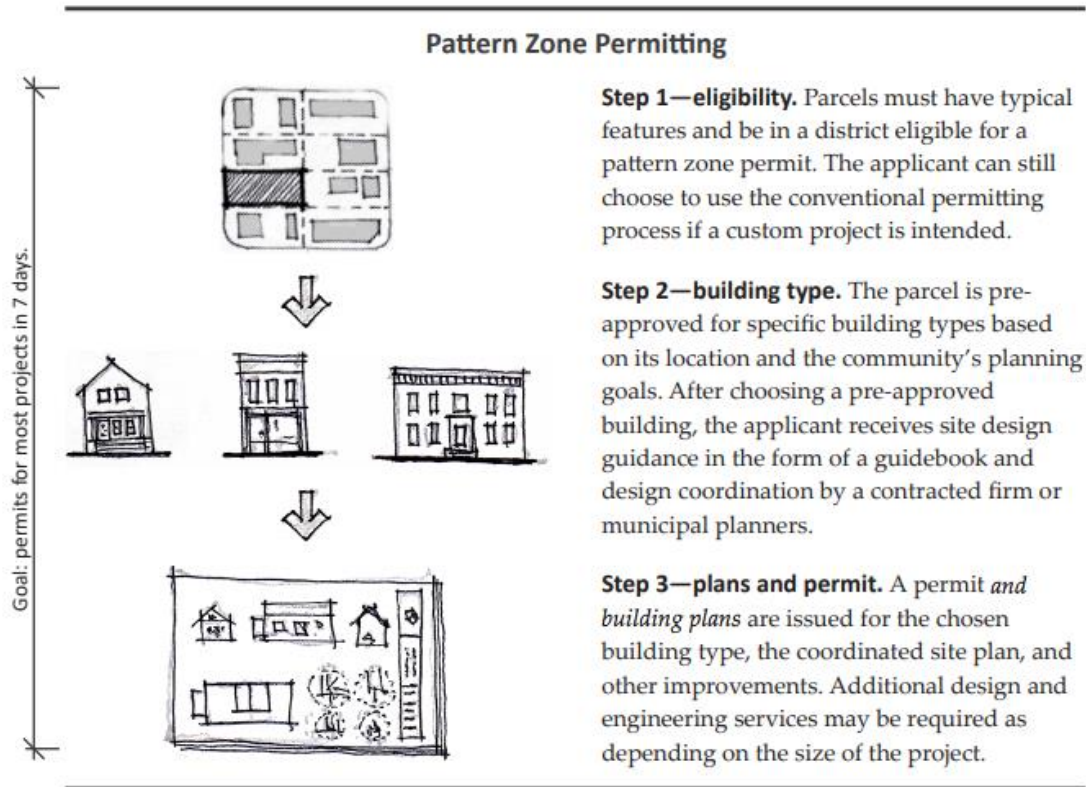 Pattern Zone Permitting
Goal: permits for most projects in 7 days.
Step 1—eligibility. Parcels must have typical
features and be in a district eligible for a
pattern zone permit. The applicant can still
choose to use the conventional permitting
process if a custom project is intended.
Step 2—building type. The parcel is pre-
approved for specific building types based
on its location and the community's planning
goals. After choosing a pre-approved
building, the applicant receives site design
guidance in the form of a guidebook and
design coordination by a contracted firm or
municipal planners.
Step 3—plans and permit. A permit and
building plans are issued for the chosen
building type, the coordinated site plan, and
other improvements. Additional design and
engineering services may be required as
depending on the size of the project.